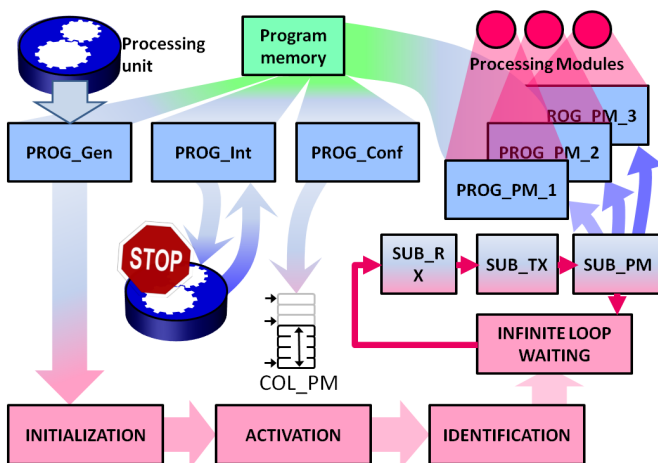 Processing
unit
Program
memory
Processing Modules
PROG_Gen
PROG_Int
PROG_Conf
ROG_PM_3
PROG_PM_2
PROG_PM_1
STOP
SUB_R
X
SUB_TX
SUB_PM
INFINITE LOOP
WAITING
COL_PM
INITIALIZATION
ACTIVATION
IDENTIFICATION